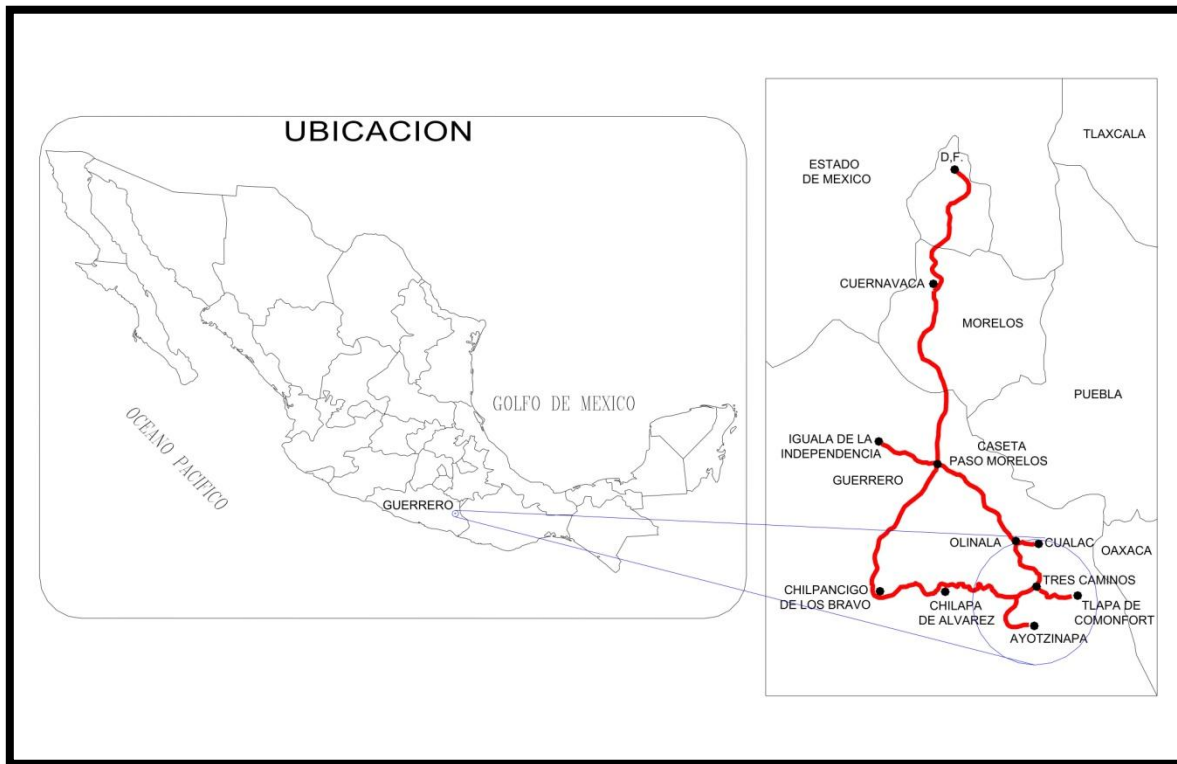 UBICACION
OCEANO PACIFICO
GOLFO DE MEXICO
GUERRERO
TLAXCALA
ESTADO
DE MEXICO
D,F.
CUERNAVACA
MORELOS
PUEBLA
IGUALA DE LA
INDEPENDENCIA
CASETA
PASO MORELOS
GUERRERO
OLINALA
CUALAC
OAXACA
TRES CAMINOS
CHILPANCIGO
DE LOS BRAVO
CHILAPA
DE ALVAREZ
TLAPA DE
COMONFORT
AYOTZINAPA